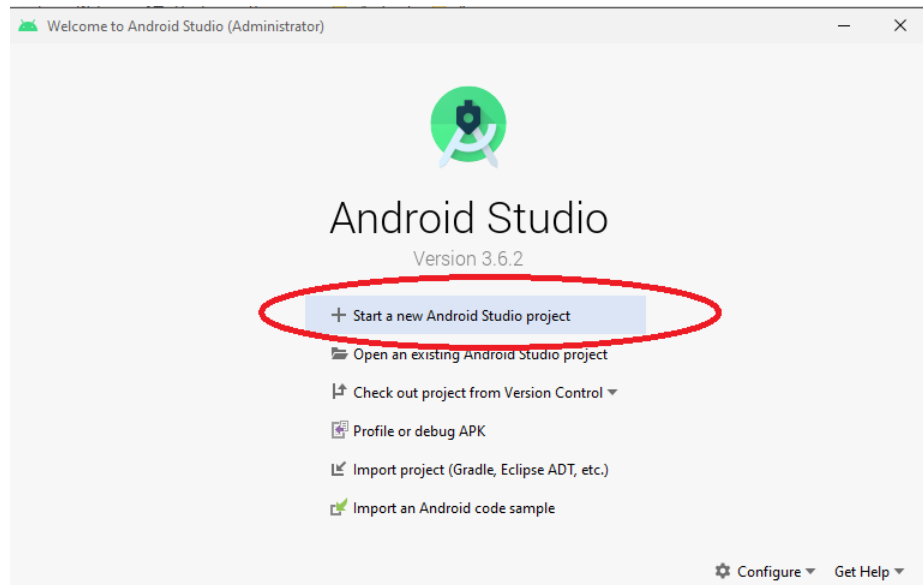 Welcome to Android Studio (Administrator)
Android Studio
Version 3.6.2
Start a new Android Studio project
Open an existing Android Studio project
Check out project from Version Control
Profile or debug APK
Import project (Gradle, Eclipse ADT, etc.)
Import an Android code sample
Configure
Get Help